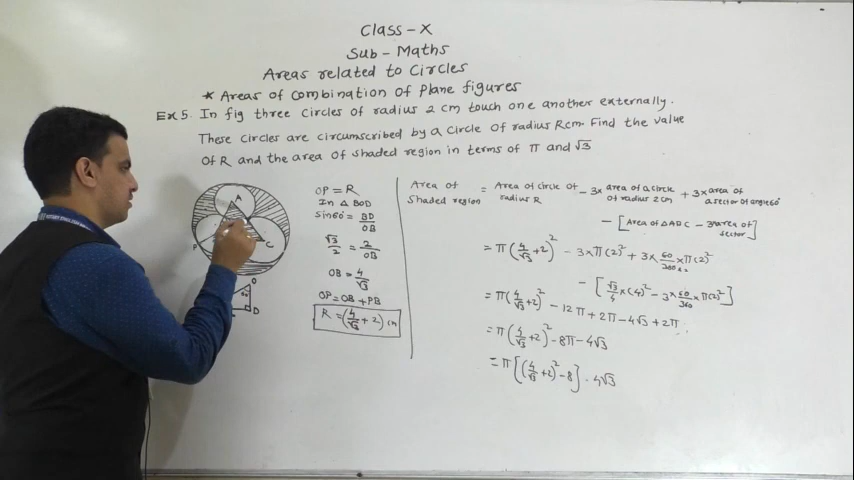 Class-X
Sub-Maths
Areas related to Circles
* Areas of Combination of Plane figures
Ex 5. In fig three Circles of radius 2 cm touch one another externally.
These Circles are circumscribed by a Circle of radius R cm. Find the value
Of R and the area of shaded region in terms of π and √3
A
C
P
O
D
OP = R
In △ BOD
Sin60° = BD/OB
√3/2 = 2/OB
OB = 4/√3
OP = OB + PB
R = (4/√3 + 2) cm
Area of Shaded region = Area of circle of radius R - 3× area of a circle of radius 2 cm + 3× area of a sector of angle 60°
- [Area of △ABC - 3 area of sector]
= π(4/√3 + 2)² - 3×π(2)² + 3× 60/360 ×π(2)²
- [√3/4 × (4)² - 3× 60/360 ×π(2)²]
= π(4/√3 + 2)² - 12π + 2π - 4√3 + 2π
= π(4/√3 + 2)² - 8π - 4√3
= π[(4/√3 + 2)² - 8] - 4√3